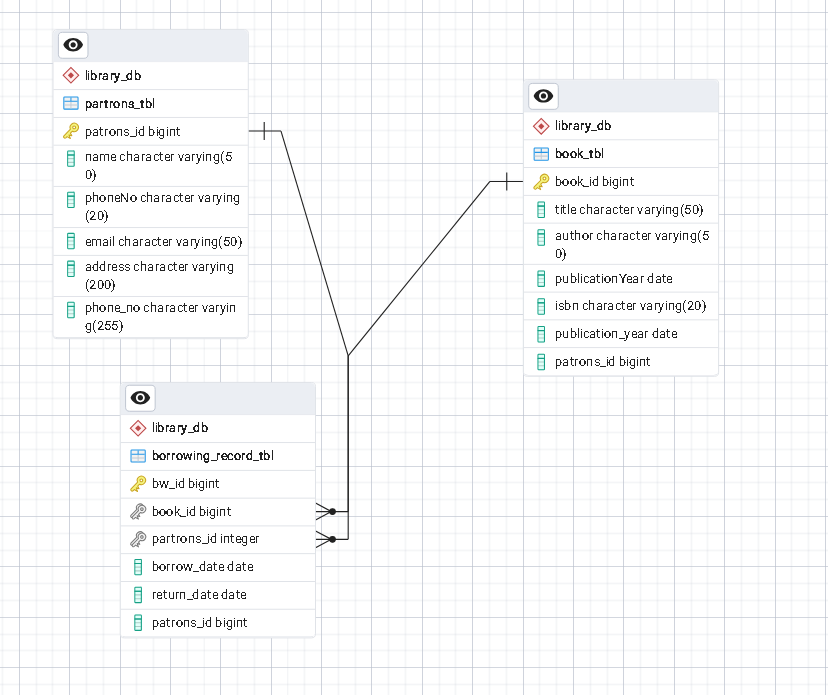 library_db
partrons_tbl
patrons_id bigint
name character varying(5
0)
phoneNo character varying
(20)
email character varying(50)
address character varying
(200)
phone_no character varyin
g(255)
library_db
book_tbl
book_id bigint
title character varying(50)
author character varying(5
0)
publicationYear date
isbn character varying(20)
publication_year date
patrons_id bigint
library_db
borrowing_record_tbl
bw_id bigint
book_id bigint
partrons_id integer
borrow_date date
return_date date
patrons_id bigint